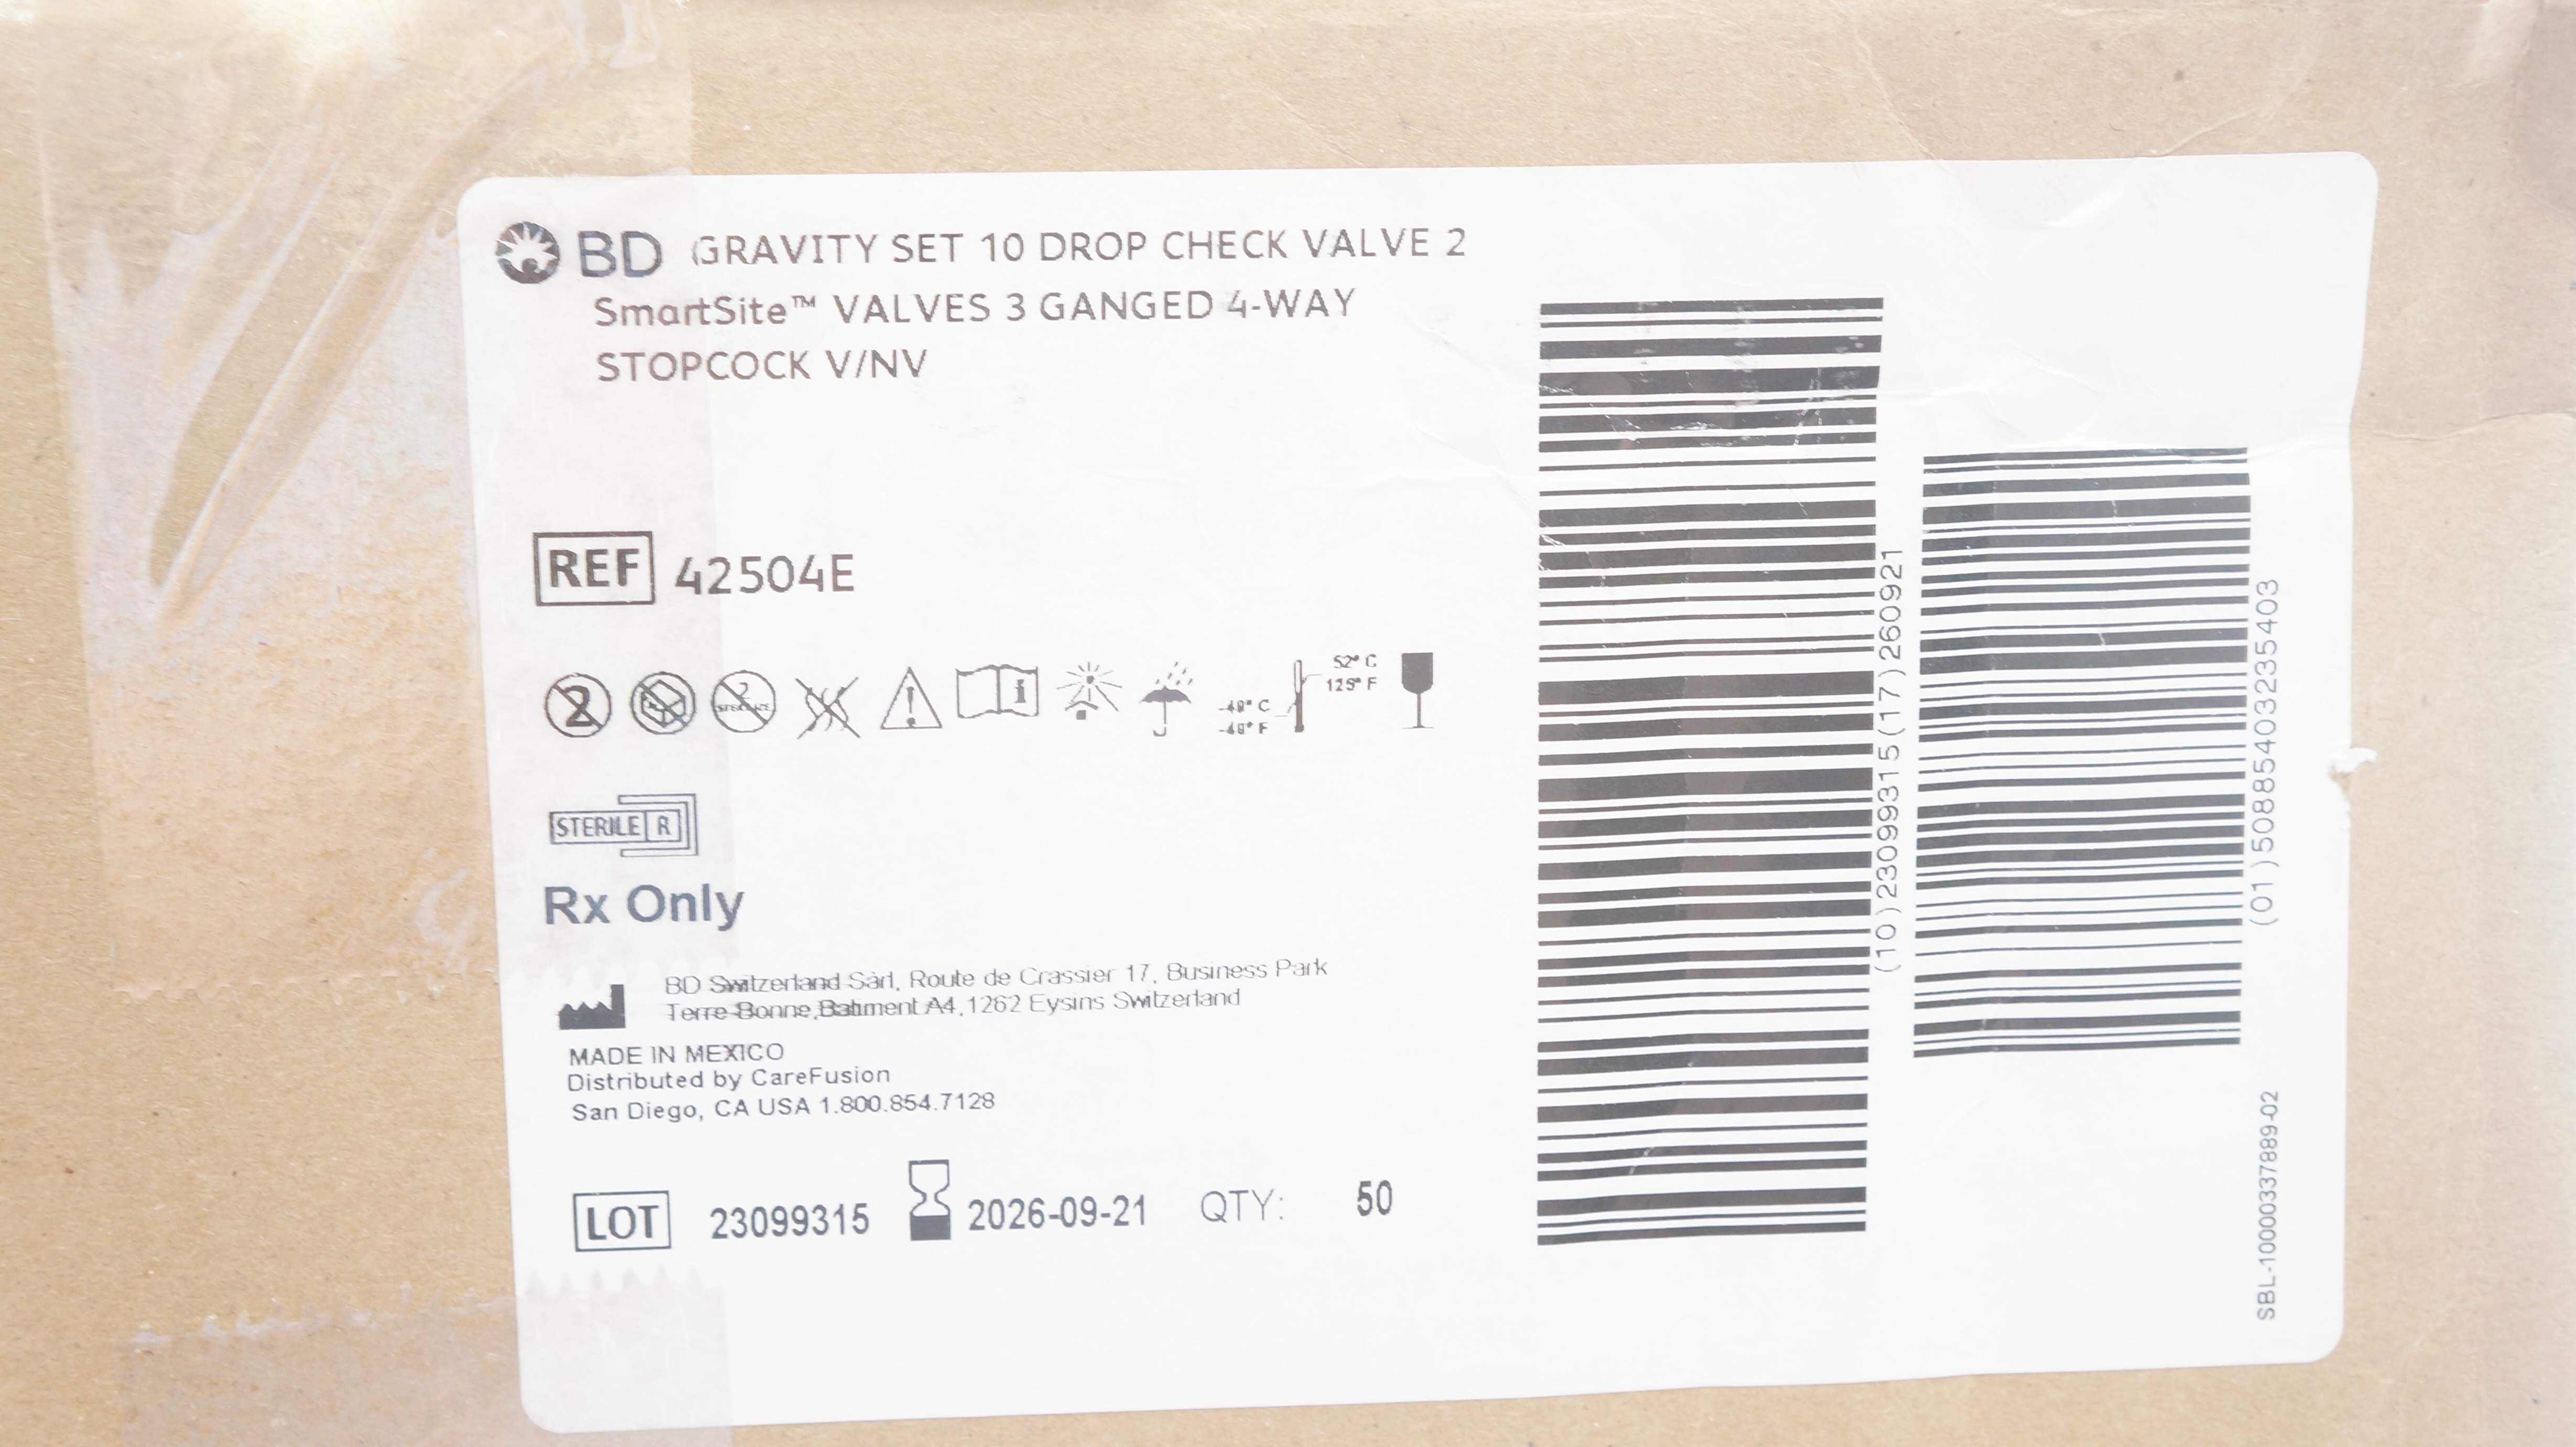 BD GRAVITY SET 10 DROP CHECK VALVE 2
SmartSite™ VALVES 3 GANGED 4-WAY
STOPCOCK V/NV
REF 42504E
2
52° C
125° F
STERILE R
Rx Only
BD Switzerland Sàrl, Route de Crassier 17, Business Park
Terre-Bonne, Batiment A4, 1262 Eysins Switzerland
MADE IN MEXICO
Distributed by CareFusion
San Diego, CA USA 1.800.854.7128
LOT 23099315 2026-09-21 QTY: 50
(10)23099315(17)260921
(01)50885403235403
SBL-10000337889-02